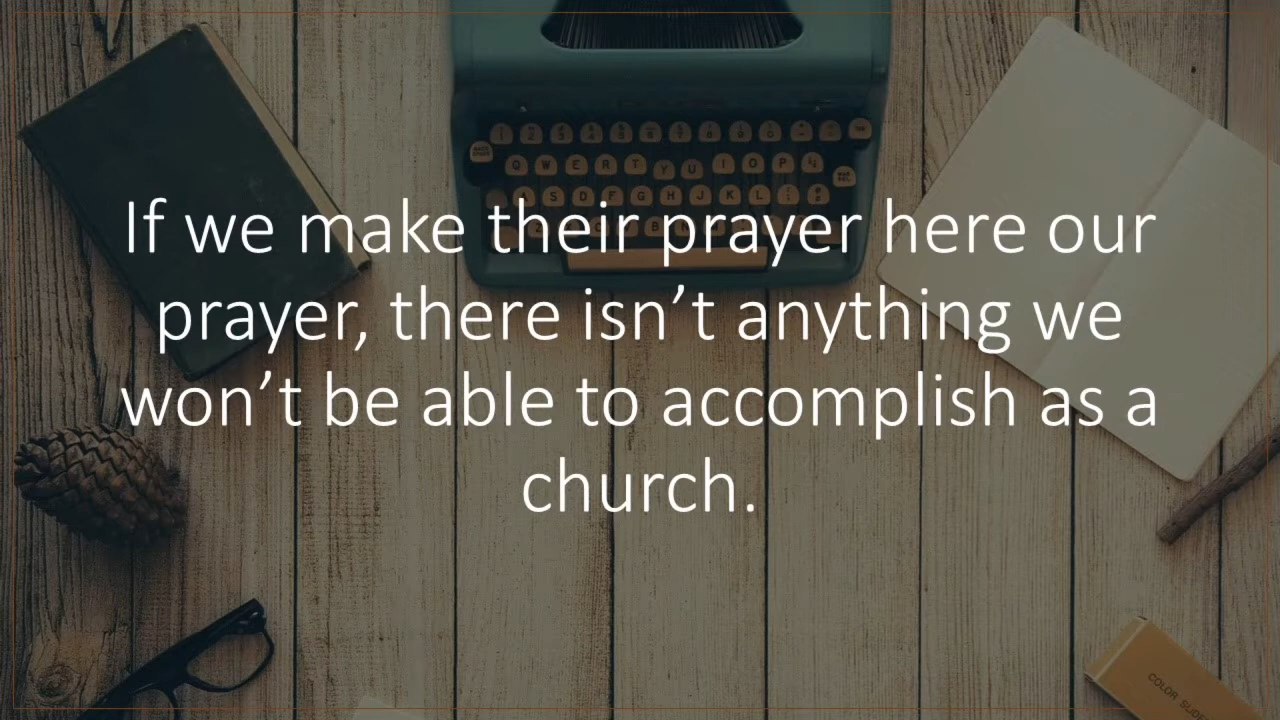 If we make their prayer here our
prayer, there isn’t anything we
won’t be able to accomplish as a
church.
Q W E R T Y U I O P
S D F G H J K L
COLOR